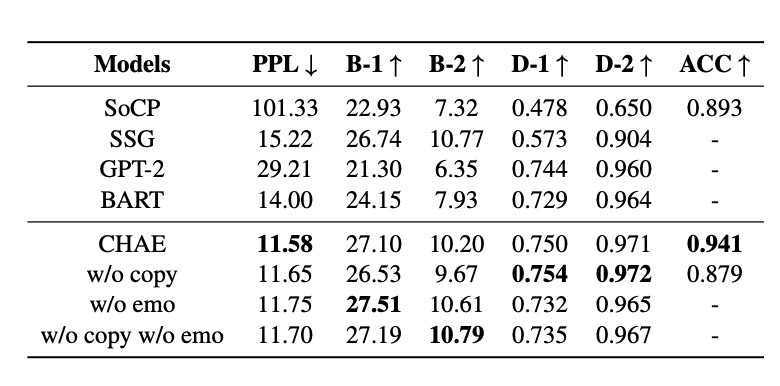 Models PPL ↓ B-1 ↑ B-2 ↑ D-1 ↑ D-2 ↑ ACC ↑
SoCP 101.33 22.93 7.32 0.478 0.650 0.893
SSG 15.22 26.74 10.77 0.573 0.904 -
GPT-2 29.21 21.30 6.35 0.744 0.960 -
BART 14.00 24.15 7.93 0.729 0.964 -
CHAE 11.58 27.10 10.20 0.750 0.971 0.941
w/o copy 11.65 26.53 9.67 0.754 0.972 0.879
w/o emo 11.75 27.51 10.61 0.732 0.965 -
w/o copy w/o emo 11.70 27.19 10.79 0.735 0.967 -